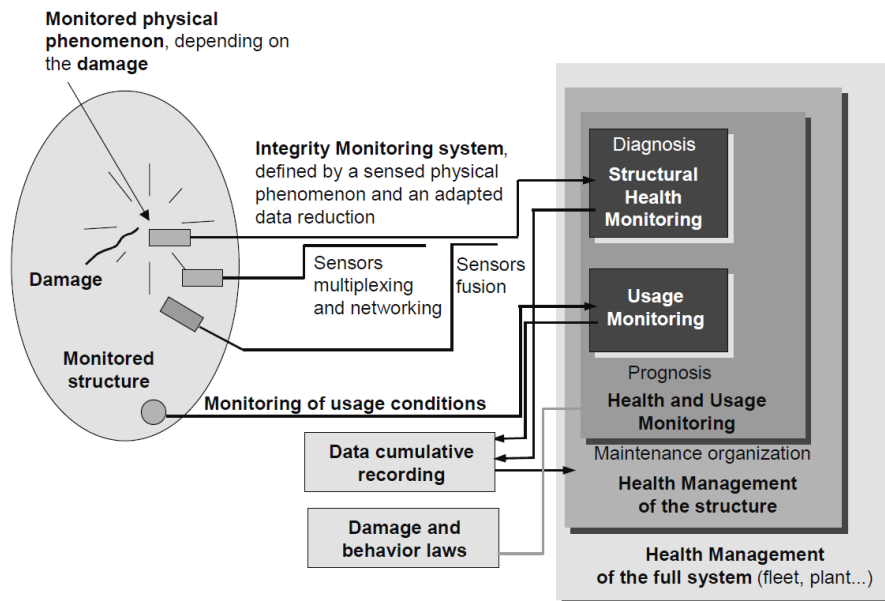 Monitored physical
phenomenon, depending on
the damage
Integrity Monitoring system,
defined by a sensed physical
phenomenon and an adapted
data reduction
Damage
Sensors
multiplexing
and networking
Sensors
fusion
Monitored
structure
Monitoring of usage conditions
Data cumulative
recording
Damage and
behavior laws
Diagnosis
Structural
Health
Monitoring
Usage
Monitoring
Prognosis
Health and Usage
Monitoring
Maintenance organization
Health Management
of the structure
Health Management
of the full system (fleet, plant...)